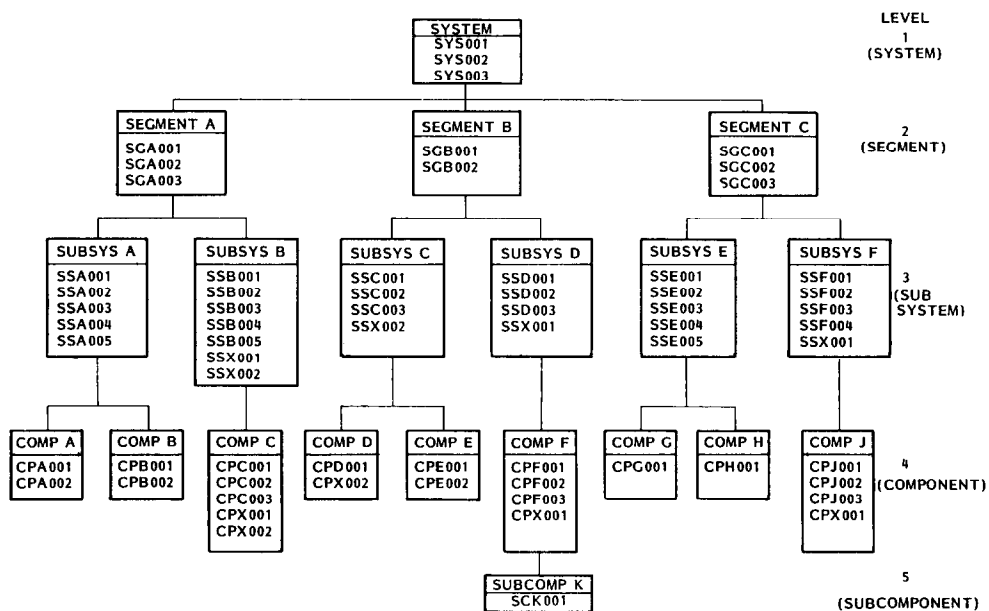 LEVEL
1
(SYSTEM)
SYSTEM
SYS001
SYS002
SYS003
2
(SEGMENT)
SEGMENT A
SGA001
SGA002
SGA003
SEGMENT B
SGB001
SGB002
SEGMENT C
SGC001
SGC002
SGC003
3
(SUB
SYSTEM)
SUBSYS A
SSA001
SSA002
SSA003
SSA004
SSA005
SUBSYS B
SSB001
SSB002
SSB003
SSB004
SSB005
SSX001
SSX002
SUBSYS C
SSC001
SSC002
SSC003
SSX002
SUBSYS D
SSD001
SSD002
SSD003
SSX001
SUBSYS E
SSE001
SSE002
SSE003
SSE004
SSE005
SUBSYS F
SSF001
SSF002
SSF003
SSF004
SSX001
4
(COMPONENT)
COMP A
CPA001
CPA002
COMP B
CPB001
CPB002
COMP C
CPC001
CPC002
CPC003
CPX001
CPX002
COMP D
CPD001
CPX002
COMP E
CPE001
CPE002
COMP F
CPF001
CPF002
CPF003
CPX001
COMP G
CPG001
COMP H
CPH001
COMP J
CPJ001
CPJ002
CPJ003
CPX001
5
(SUBCOMPONENT)
SUBCOMP K
SCK001